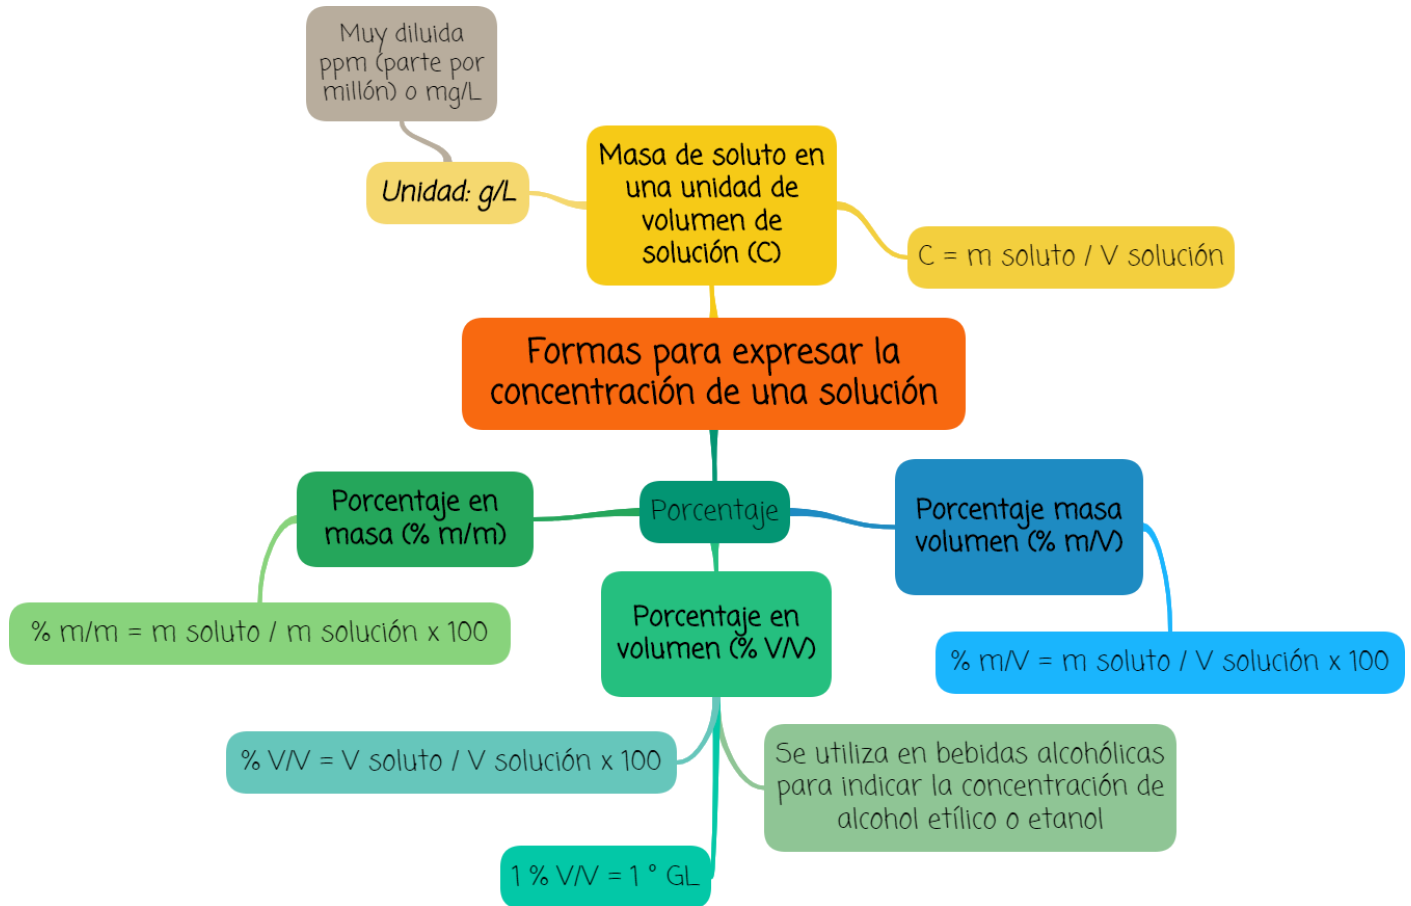 Muy diluida
ppm (parte por
millón) o mg/L
Masa de soluto en
una unidad de
volumen de
solución (C)
Unidad: g/L
C = m soluto / V solución
Formas para expresar la
concentración de una solución
Porcentaje en
masa (% m/m)
Porcentaje
Porcentaje masa
volumen (% m/V)
% m/m = m soluto / m solución x 100
Porcentaje en
volumen (% V/V)
% m/V = m soluto / V solución x 100
% V/V = V soluto / V solución x 100
Se utiliza en bebidas alcohólicas
para indicar la concentración de
alcohol etílico o etanol
1 % V/V = 1 ° GL